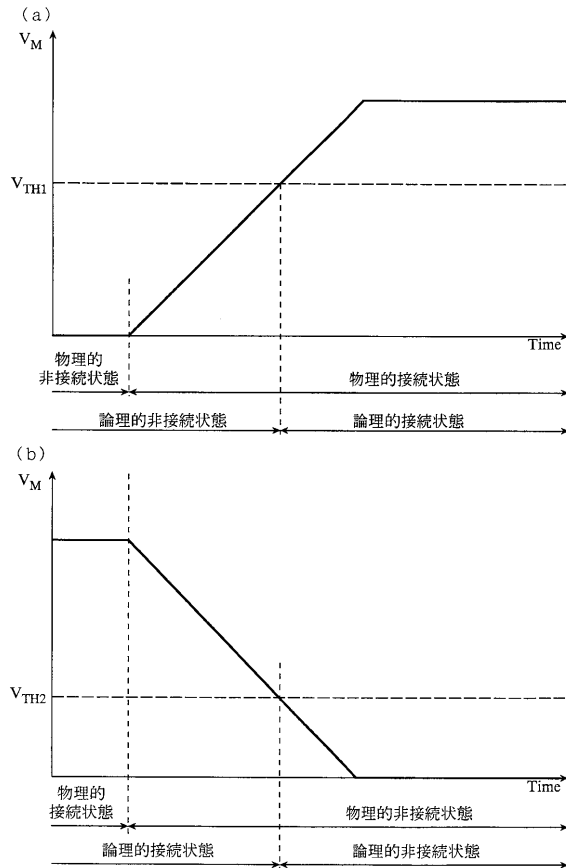 (a)
V_M
V_TH1
Time
物理的
非接続状態
物理的接続状態
論理的非接続状態
論理的接続状態
(b)
V_M
V_TH2
Time
物理的
接続状態
物理的非接続状態
論理的接続状態
論理的非接続状態